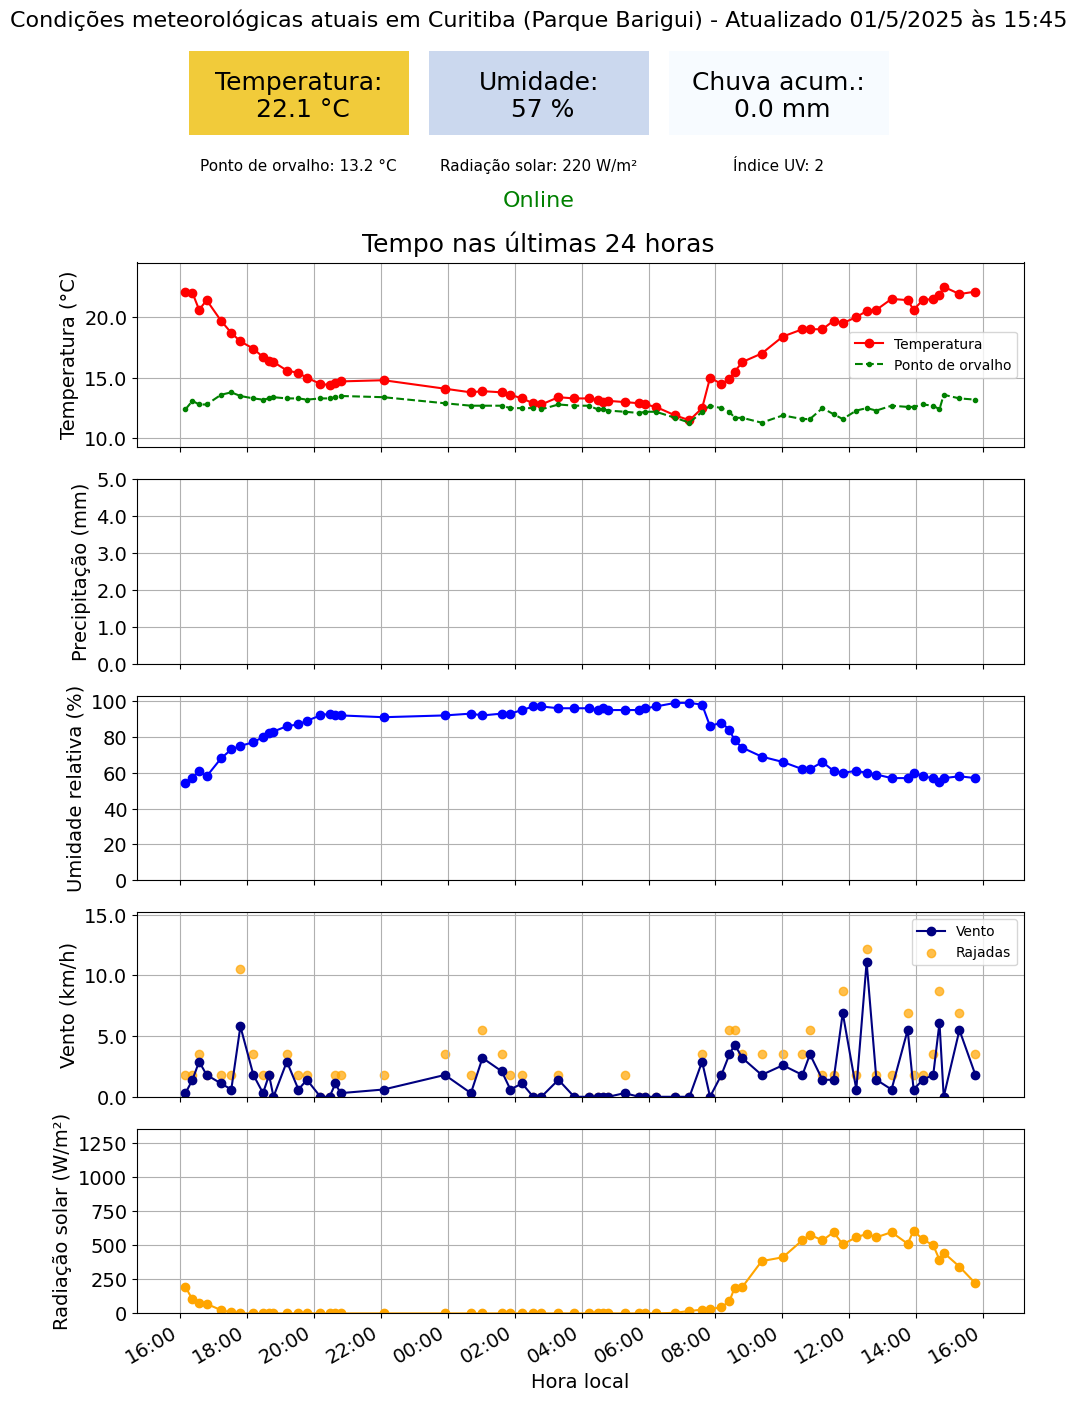 Condições meteorológicas atuais em Curitiba (Parque Barigui) - Atualizado 01/5/2025 às 15:45
Temperatura:
22.1 °C
Umidade:
57 %
Chuva acum.:
0.0 mm
Ponto de orvalho: 13.2 °C
Radiação solar: 220 W/m²
Índice UV: 2
Online
Tempo nas últimas 24 horas
Temperatura (°C)
20.0
15.0
10.0
Temperatura
Ponto de orvalho
Precipitação (mm)
5.0
4.0
3.0
2.0
1.0
0.0
Umidade relativa (%)
100
80
60
40
20
0
Vento (km/h)
15.0
10.0
5.0
0.0
Vento
Rajadas
Radiação solar (W/m²)
1250
1000
750
500
250
0
16:00
18:00
20:00
22:00
00:00
02:00
04:00
06:00
08:00
10:00
12:00
14:00
16:00
Hora local